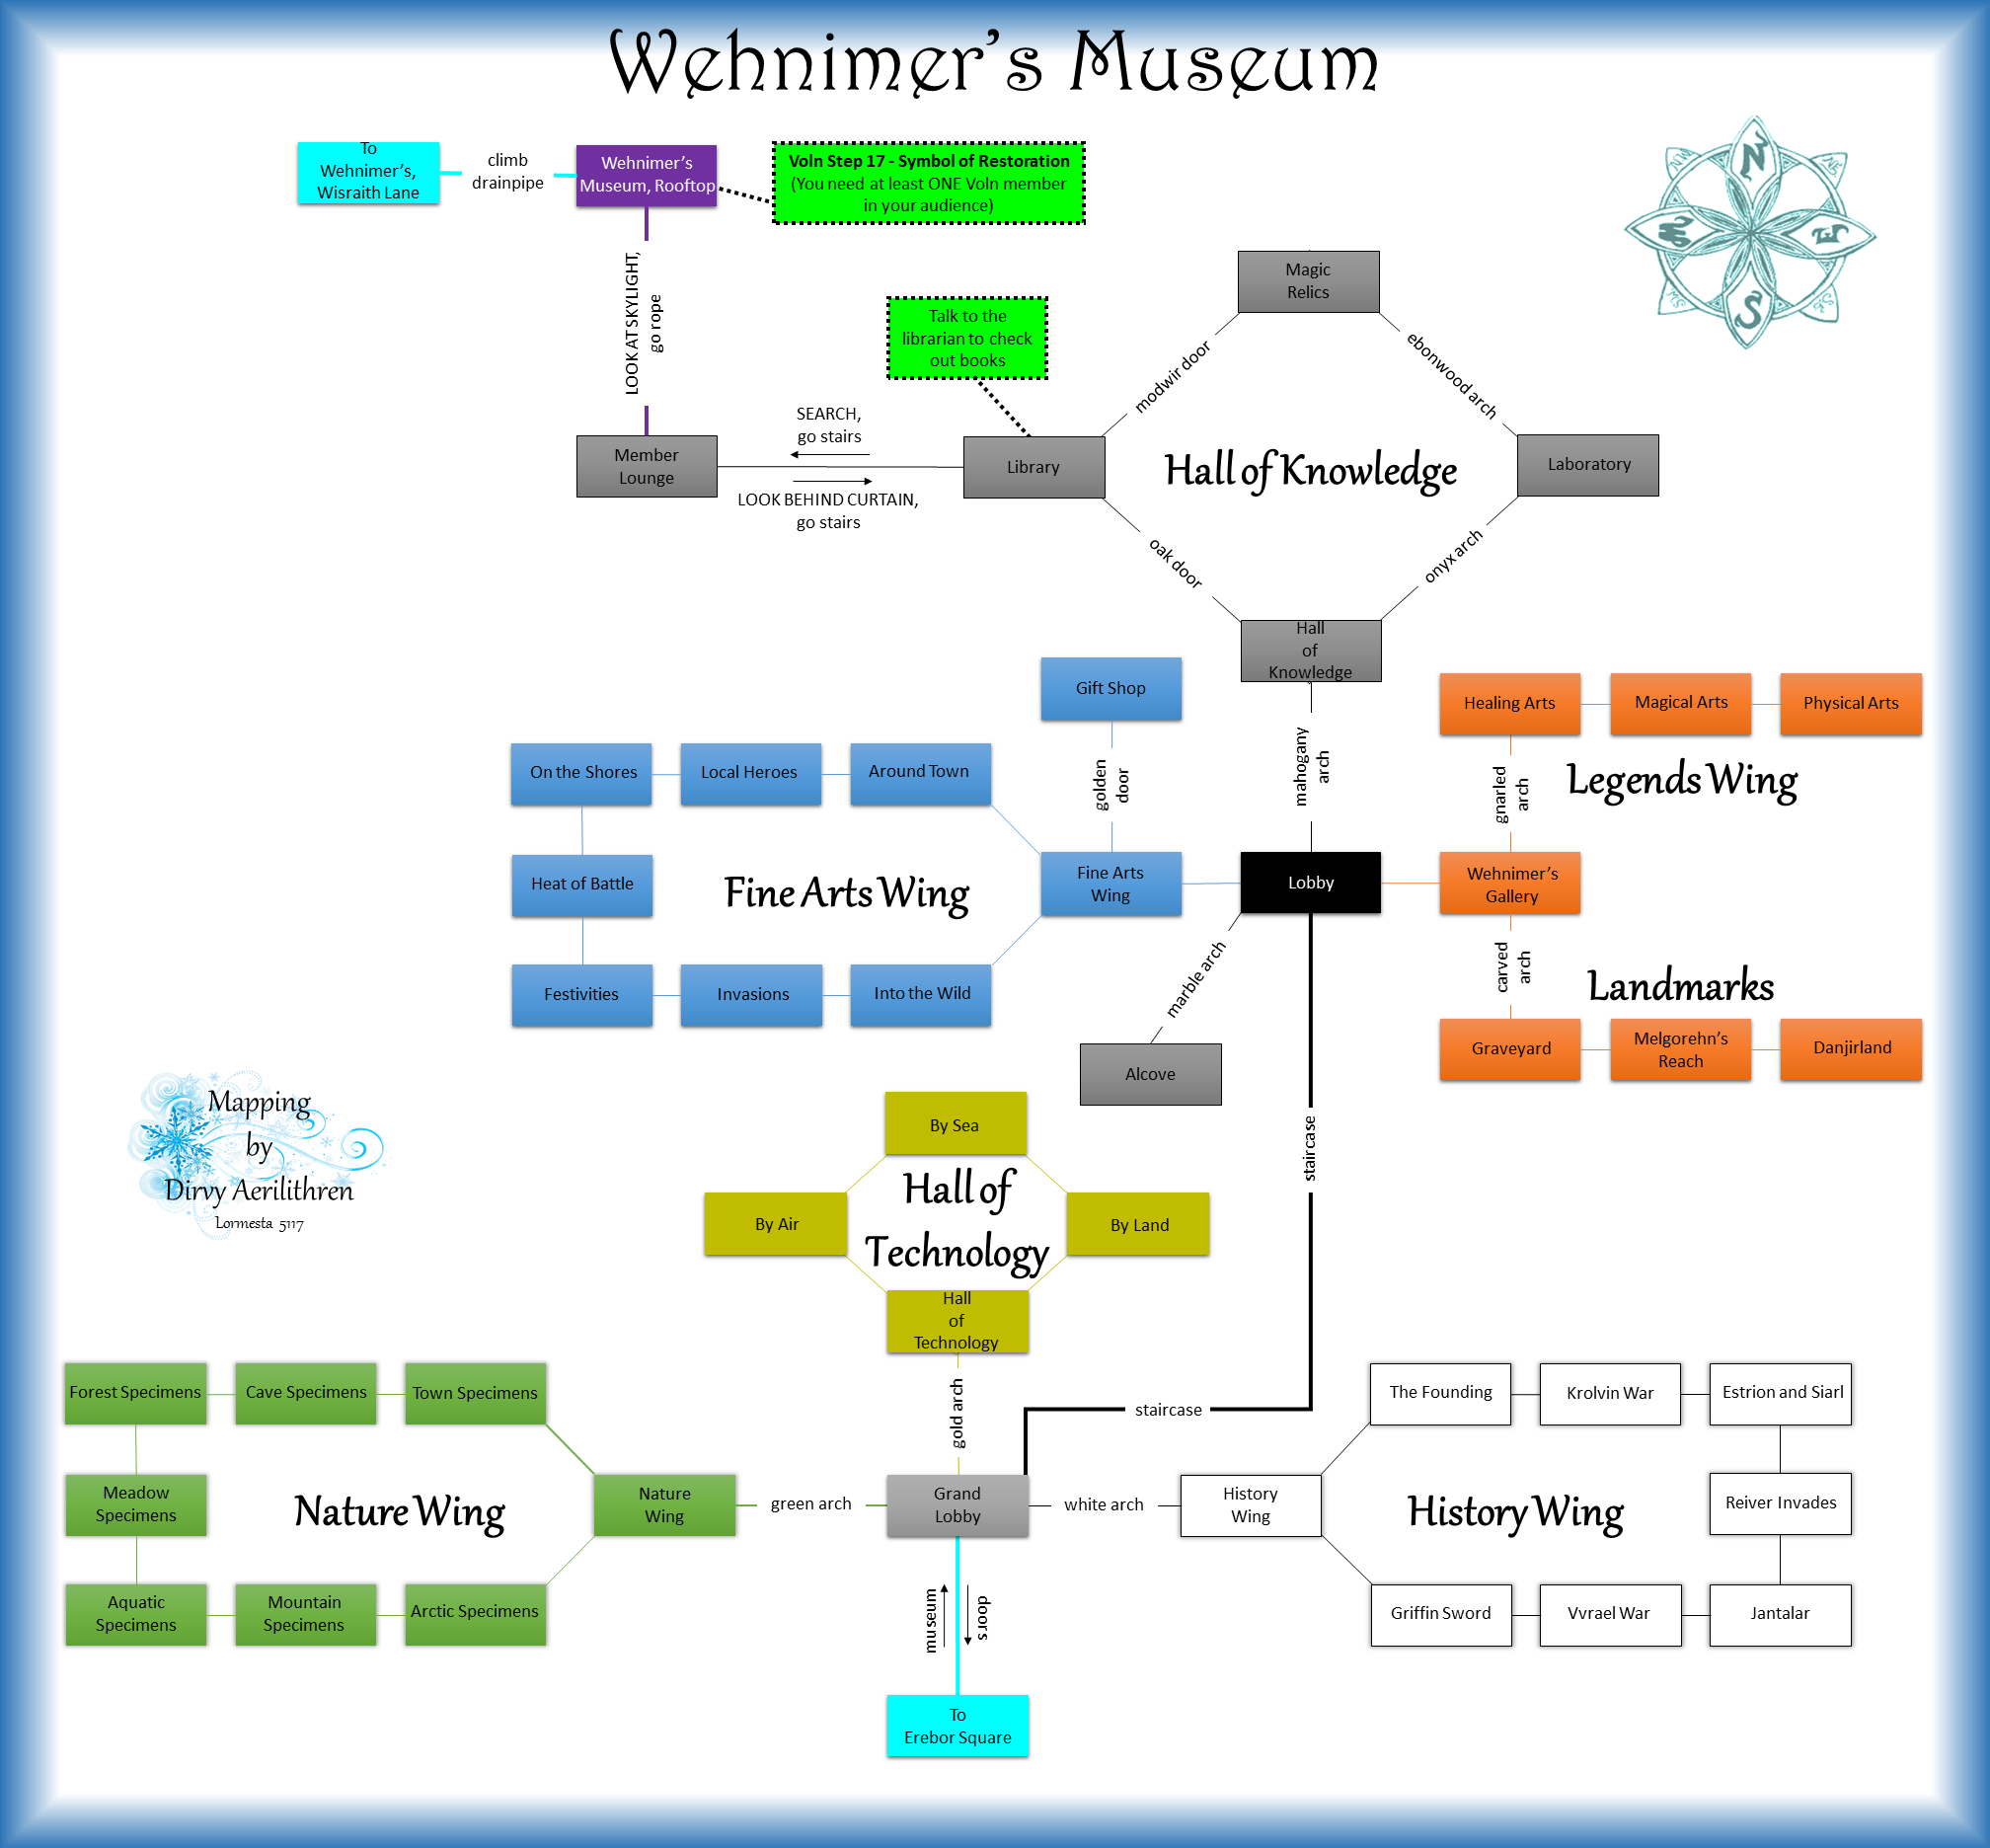 Wehnimer's Museum
To
Wehnimer's,
Wisraith Lane
climb
drainpipe
Wehnimer's
Museum, Rooftop
Voln Step 17 - Symbol of Restoration
(You need at least ONE Voln member
in your audience)
N
NE
E
SE
S
SW
W
NW
LOOK AT SKYLIGHT,
go rope
Magic
Relics
Talk to the
librarian to check
out books
modwir door
ebonwood arch
SEARCH,
go stairs
Member
Lounge
Library
Hall of Knowledge
Laboratory
LOOK BEHIND CURTAIN,
go stairs
oak door
onyx arch
Hall
of
Knowledge
Gift Shop
Healing Arts
Magical Arts
Physical Arts
mahogany
arch
golden
door
gnarled
arch
Legends Wing
On the Shores
Local Heroes
Around Town
Heat of Battle
Fine Arts Wing
Fine Arts
Wing
Lobby
Wehnimer's
Gallery
marble arch
carved
arch
Landmarks
Festivities
Invasions
Into the Wild
Graveyard
Melgorehn's
Reach
Danjirland
Alcove
Mapping
by
Dirvy Aerilithren
Lormesta 5117
By Sea
staircase
Hall of
Technology
By Air
By Land
Hall
of
Technology
Forest Specimens
Cave Specimens
Town Specimens
gold arch
staircase
The Founding
Krolvin War
Estrion and Siarl
Meadow
Specimens
Nature Wing
Nature
Wing
green arch
Grand
Lobby
white arch
History
Wing
History Wing
Reiver Invades
Aquatic
Specimens
Mountain
Specimens
Arctic Specimens
museum
doors
Griffin Sword
Vvrael War
Jantalar
To
Erebor Square